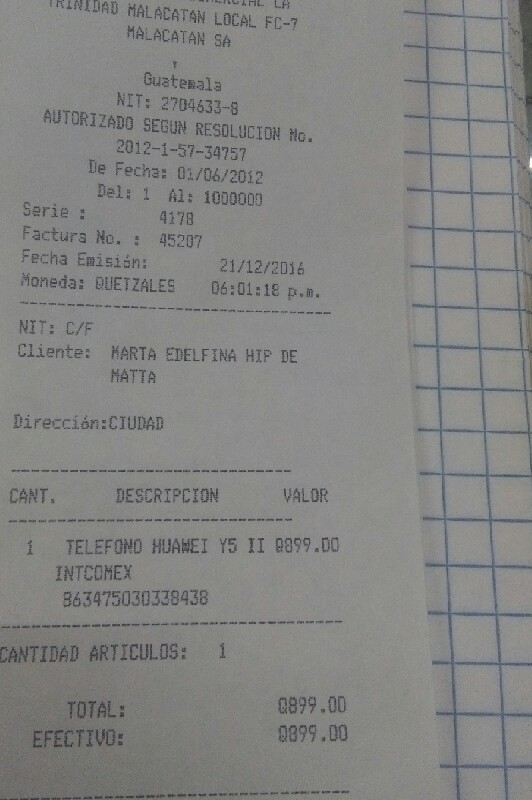 COMERCIAL LA
TRINIDAD MALACATAN LOCAL FC-7
MALACATAN SA
Guatemala
NIT: 2704633-8
AUTORIZADO SEGUN RESOLUCION No.
2012-1-57-34757
De Fecha: 01/06/2012
Del: 1 Al: 1000000
Serie : 4178
Factura No. : 45207
Fecha Emisión: 21/12/2016
Moneda: QUETZALES 06:01:18 p.m.
NIT: C/F
Cliente: MARTA EDELFINA HIP DE
MATTA
Dirección:CIUDAD
CANT. DESCRIPCION VALOR
1 TELEFONO HUAWEI Y5 II Q899.00
INTCOMEX
863475030338438
CANTIDAD ARTICULOS: 1
TOTAL: Q899.00
EFECTIVO: Q899.00